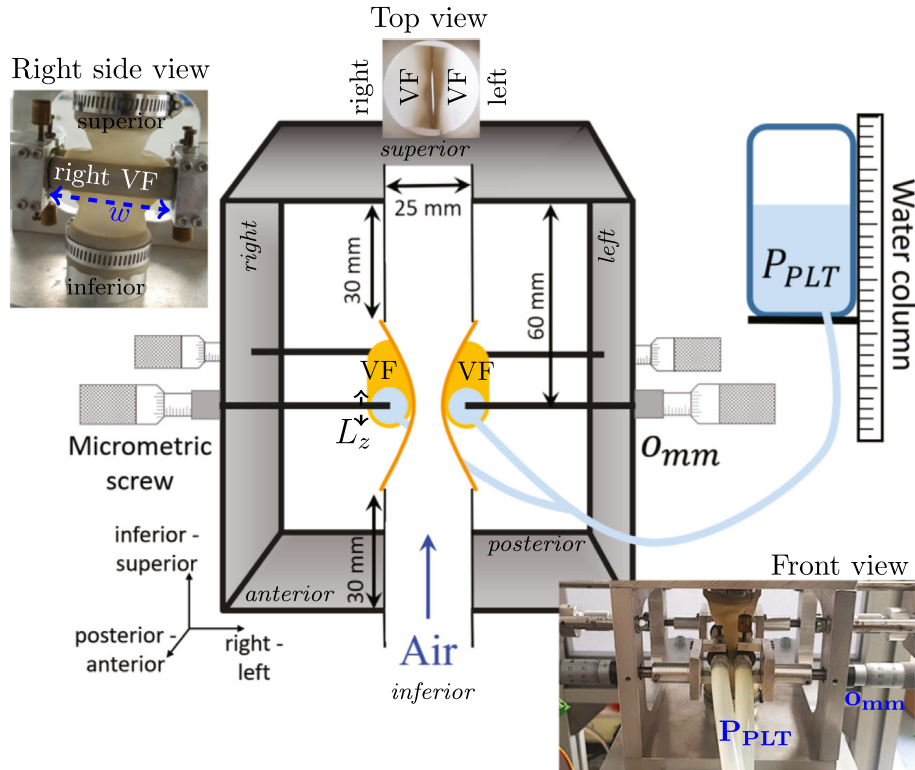 Top view
Right side view
right
VF
VF
left
superior
superior
right VF
w
inferior
25 mm
right
left
30 mm
60 mm
P_PLT
Water column
VF
VF
L_z
Micrometric
screw
o_mm
inferior -
superior
posterior -
anterior
right -
left
anterior
30 mm
posterior
Air
inferior
Front view
o_mm
P_PLT